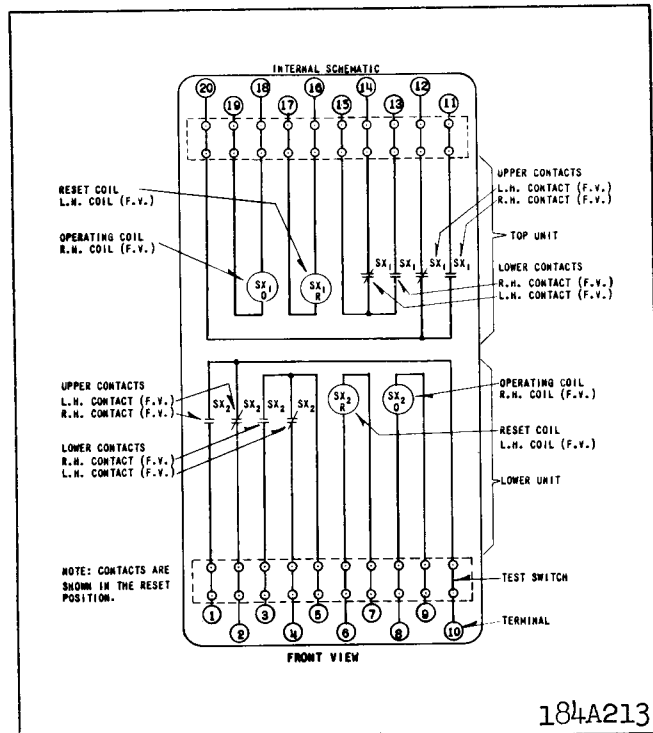 INTERNAL SCHEMATIC
20 18 16 14 12
19 17 15 13 11
RESET COIL
L.H. COIL (F.V.)
OPERATING COIL
R.H. COIL (F.V.)
SX1
O
SX1
R
SX1 SX1 SX1 SX1
UPPER CONTACTS
L.H. CONTACT (F.V.)
R.H. CONTACT (F.V.)
TOP UNIT
LOWER CONTACTS
R.H. CONTACT (F.V.)
L.H. CONTACT (F.V.)
UPPER CONTACTS
L.H. CONTACT (F.V.)
R.H. CONTACT (F.V.)
LOWER CONTACTS
R.H. CONTACT (F.V.)
L.H. CONTACT (F.V.)
SX2 SX2 SX2 SX2
SX2
R
SX2
O
OPERATING COIL
R.H. COIL (F.V.)
RESET COIL
L.H. COIL (F.V.)
LOWER UNIT
NOTE: CONTACTS ARE
SHOWN IN THE RESET
POSITION.
TEST SWITCH
1 3 5 7 9
2 4 6 8 10
TERMINAL
FRONT VIEW
184A213